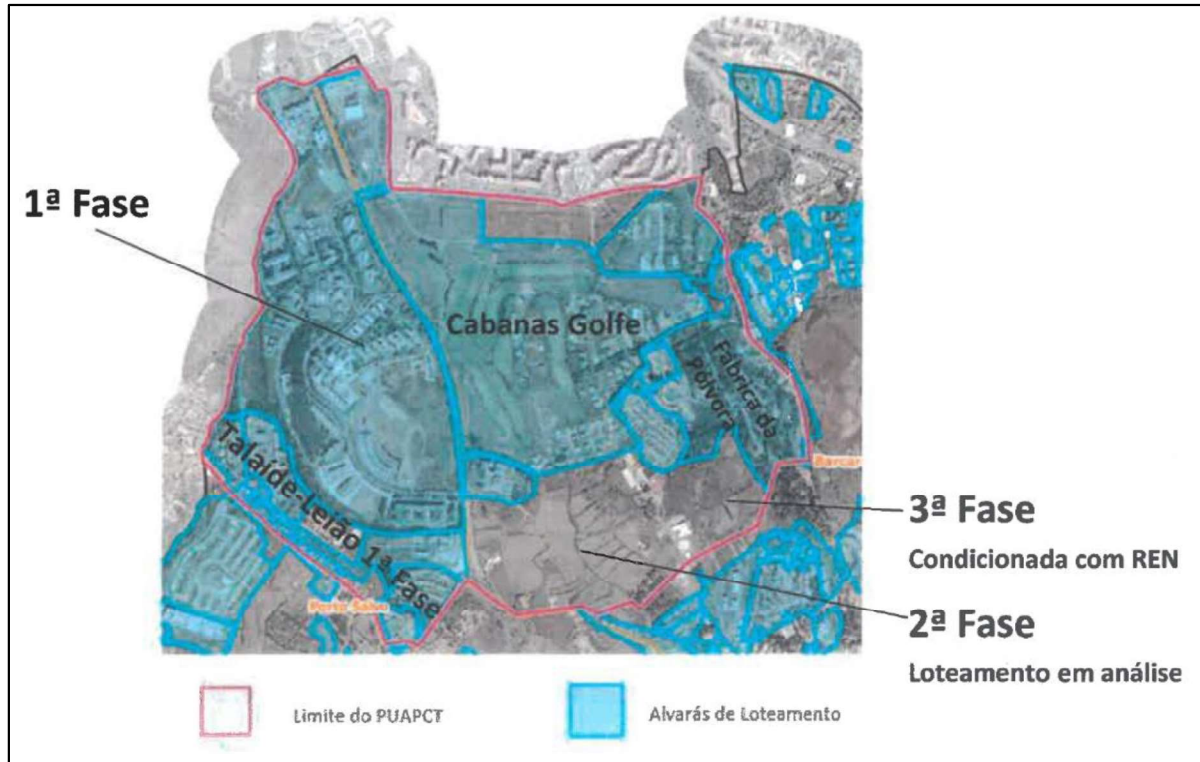 1ª Fase
Cabanas Golfe
Fábrica da
Pólvora
Talaíde-Leião 1ª Fase
Barcar
Porto Salvo
3ª Fase
Condicionada com REN
2ª Fase
Loteamento em análise
Limite do PUAPCT
Alvarás de Loteamento